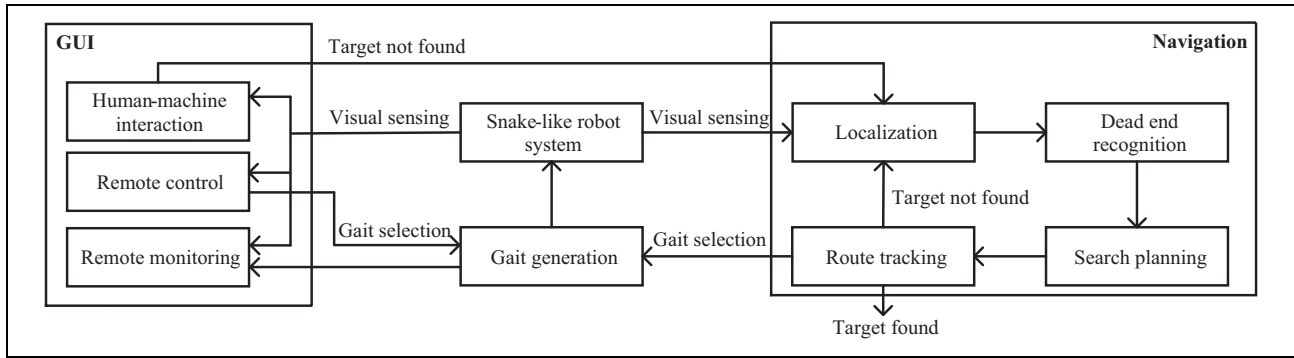 GUI
Target not found
Navigation
Human-machine
interaction
Visual sensing
Snake-like robot
system
Visual sensing
Localization
Dead end
recognition
Remote control
Target not found
Gait selection
Gait selection
Remote monitoring
Gait generation
Route tracking
Search planning
Target found